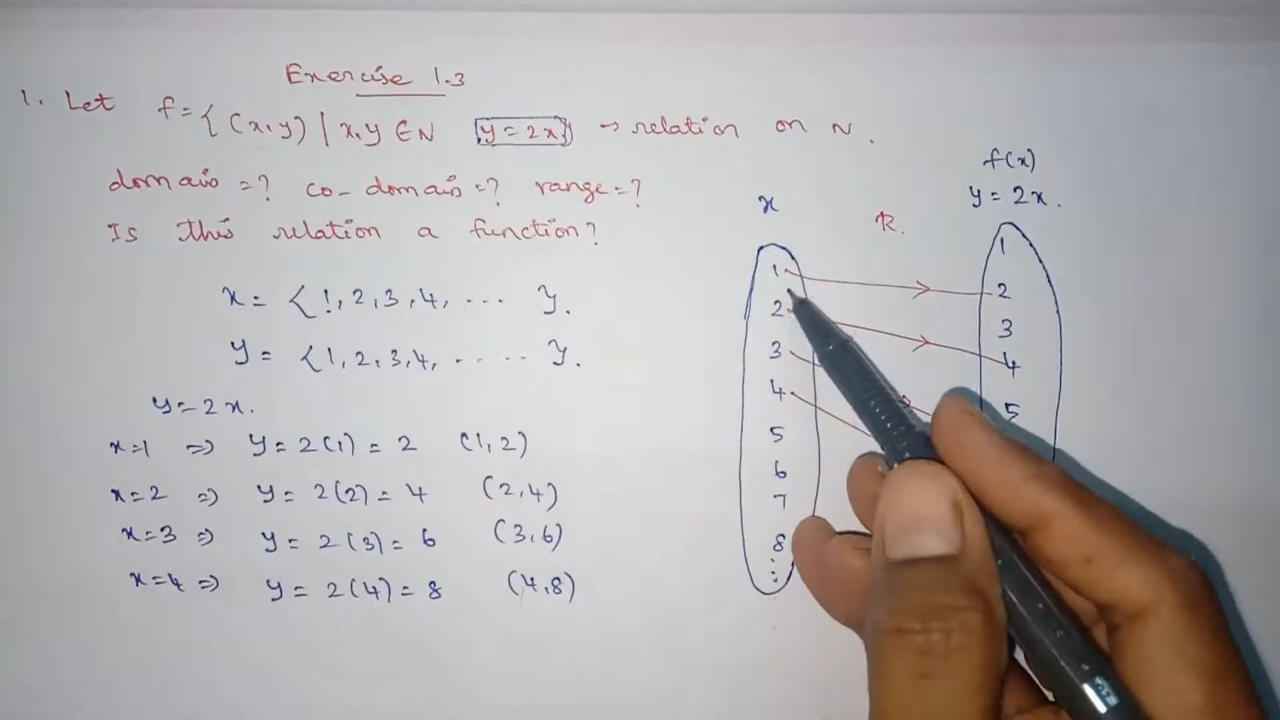 Exercise 1.3
1. Let f = { (x,y) | x,y ∈ N y = 2x} → relation on N.
domain = ? co-domain = ? range = ?
Is this relation a function?
x = {1, 2, 3, 4, ... }.
y = {1, 2, 3, 4, ..... }.
y = 2x.
x=1 ⇒ y = 2(1) = 2 (1,2)
x=2 ⇒ y = 2(2) = 4 (2,4)
x=3 ⇒ y = 2(3) = 6 (3,6)
x=4 ⇒ y = 2(4) = 8 (4,8)
x
R.
f(x)
y = 2x.
1
2
3
4
5
6
7
8
⋮
1
2
3
4
5